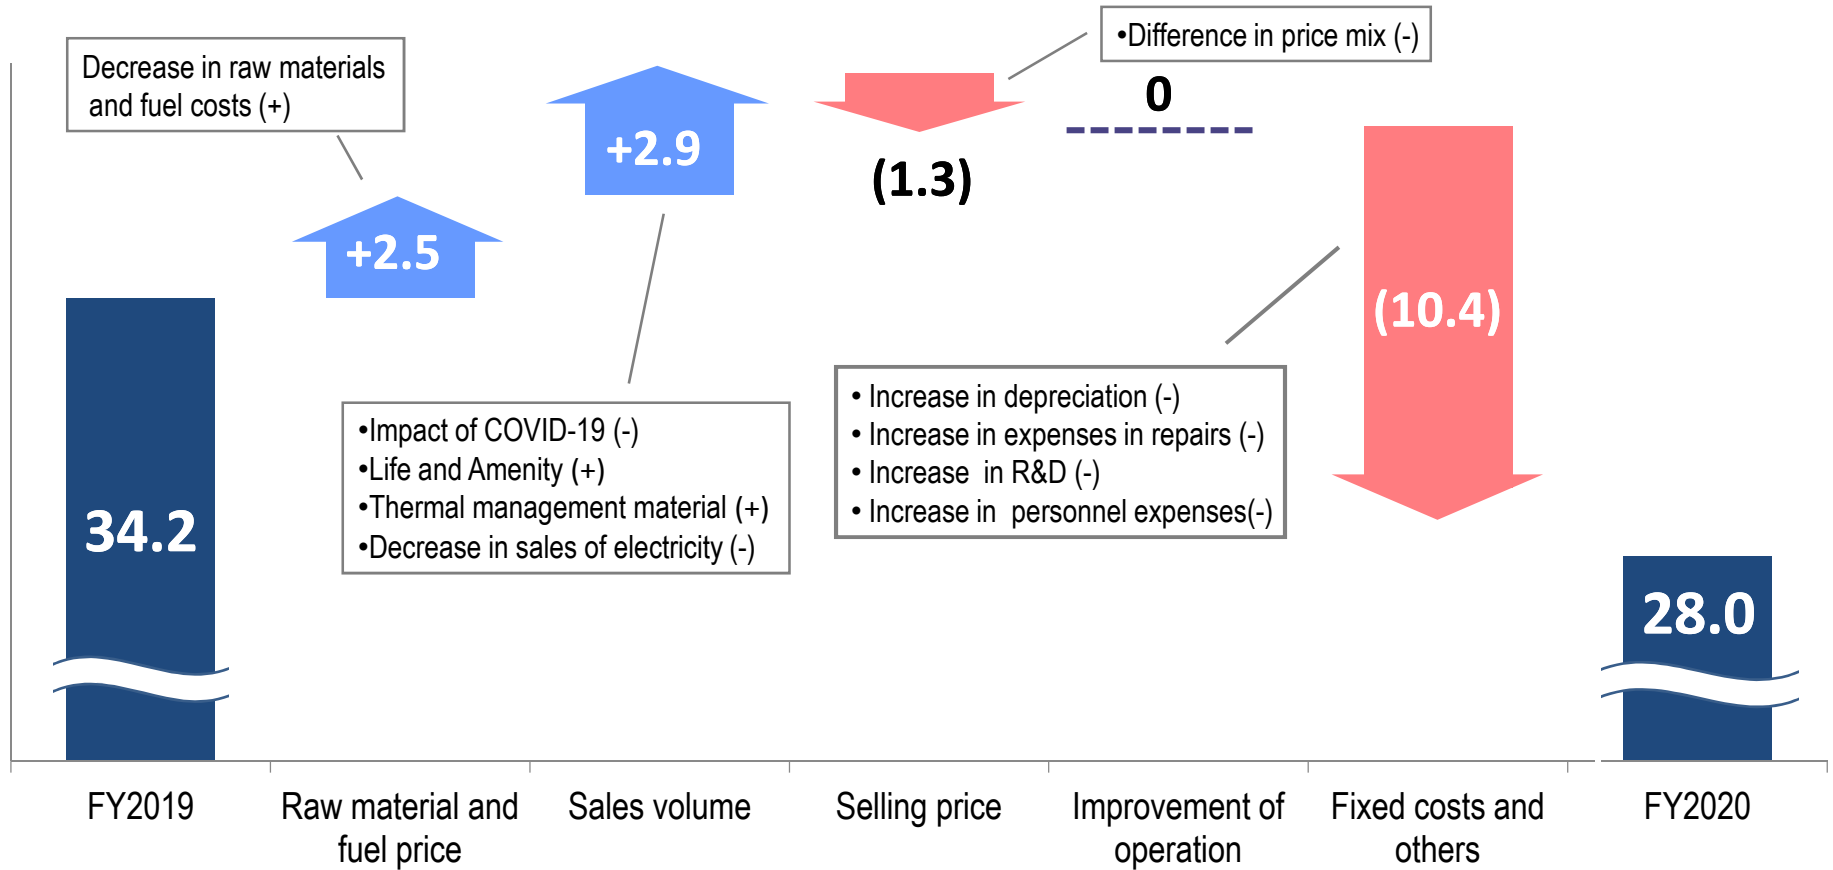 •Difference in price mix (-)
Decrease in raw materials
and fuel costs (+)
0
+2.9
(1.3)
+2.5
(10.4)
•Impact of COVID-19 (-)
•Life and Amenity (+)
•Thermal management material (+)
•Decrease in sales of electricity (-)
• Increase in depreciation (-)
• Increase in expenses in repairs (-)
• Increase in R&D (-)
• Increase in personnel expenses(-)
34.2
28.0
FY2019
Raw material and
fuel price
Sales volume
Selling price
Improvement of
operation
Fixed costs and
others
FY2020